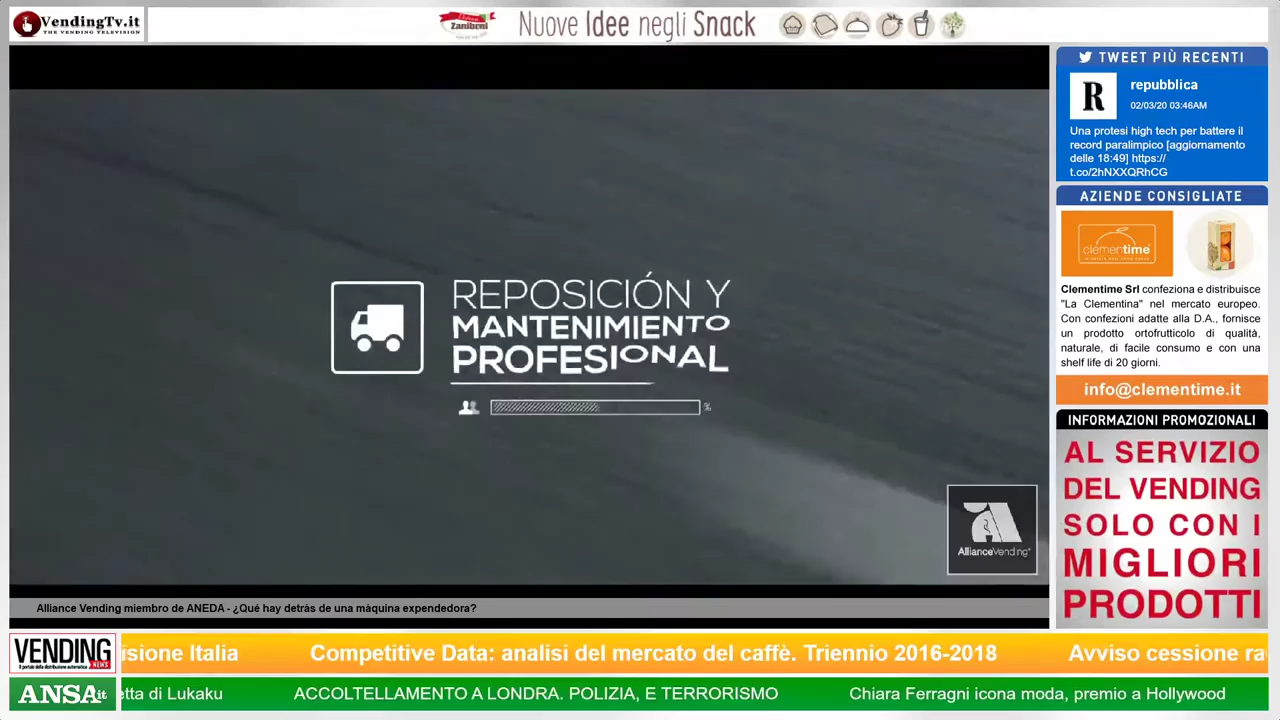 VendingTv.it
THE VENDING TELEVISION
Zaniboni
Nuove Idee negli Snack
TWEET PIÙ RECENTI
repubblica
02/03/20 03:46AM
Una protesi high tech per battere il
record paralimpico [aggiornamento
delle 18:49] https://
t.co/2hNXXQRhCG
AZIENDE CONSIGLIATE
clementime
Clementime Srl confeziona e distribuisce
"La Clementina" nel mercato europeo.
Con confezioni adatte alla D.A., fornisce
un prodotto ortofrutticolo di qualità,
naturale, di facile consumo e con una
shelf life di 20 giorni.
info@clementime.it
INFORMAZIONI PROMOZIONALI
AL SERVIZIO
DEL VENDING
SOLO CON I
MIGLIORI
PRODOTTI
REPOSICIÓN Y
MANTENIMIENTO
PROFESIONAL
%
AllianceVending
Alliance Vending miembro de ANEDA - ¿Qué hay detrás de una máquina expendedora?
VENDING NEWS
Il portale della distribuzione automatica
isione Italia Competitive Data: analisi del mercato del caffè. Triennio 2016-2018 Avviso cessione ra
ANSA.it
etta di Lukaku ACCOLTELLAMENTO A LONDRA. POLIZIA, E TERRORISMO Chiara Ferragni icona moda, premio a Hollywood